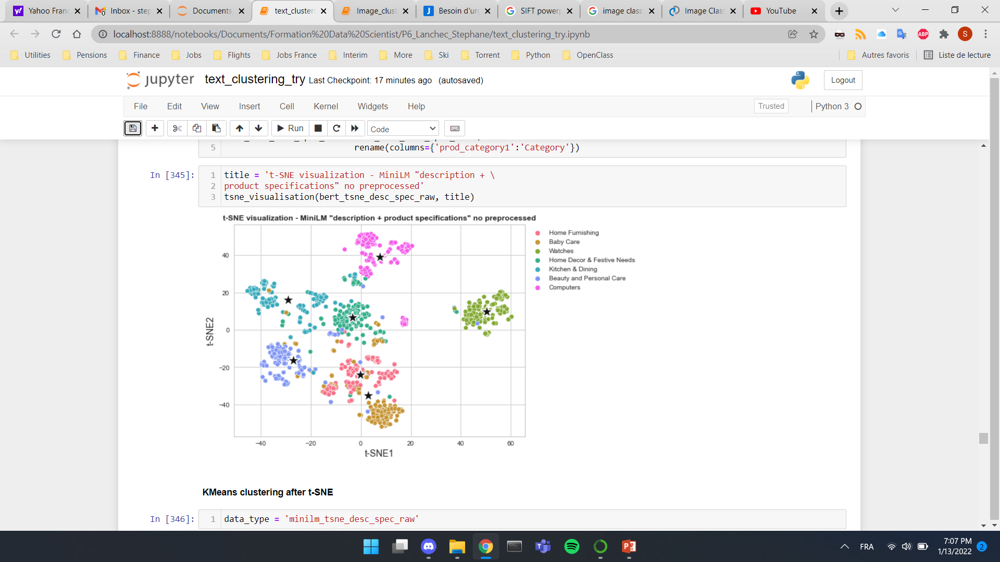 Yahoo Fran
Inbox - step
Documents
text_clusteri
Image_clust
Besoin d'ur
SIFT power
image class
Image Clas
YouTube
localhost:8888/notebooks/Documents/Formation%20Data%20Scientist/P6_Lanchec_Stephane/text_clustering_try.ipynb
ABP
S
Utilities
Pensions
Finance
Jobs
Flights
Jobs France
Interim
More
Ski
Torrent
Python
OpenClass
Autres favoris
Liste de lecture
jupyter text_clustering_try Last Checkpoint: 17 minutes ago (autosaved)
Logout
File Edit View Insert Cell Kernel Widgets Help
Trusted
Python 3
Run
Code
5 rename(columns={'prod_category1':'Category'})
In [345]:
1 title = 't-SNE visualization - MiniLM "description + \
2 product specifications" no preprocessed'
3 tsne_visualisation(bert_tsne_desc_spec_raw, title)
t-SNE visualization - MiniLM "description + product specifications" no preprocessed
Home Furnishing
Baby Care
Watches
Home Decor & Festive Needs
Kitchen & Dining
Beauty and Personal Care
Computers
40
20
0
−20
−40
t-SNE2
−40 −20 0 20 40 60
t-SNE1
KMeans clustering after t-SNE
In [346]:
1 data_type = 'minilm_tsne_desc_spec_raw'
FRA
7:07 PM
1/13/2022
2